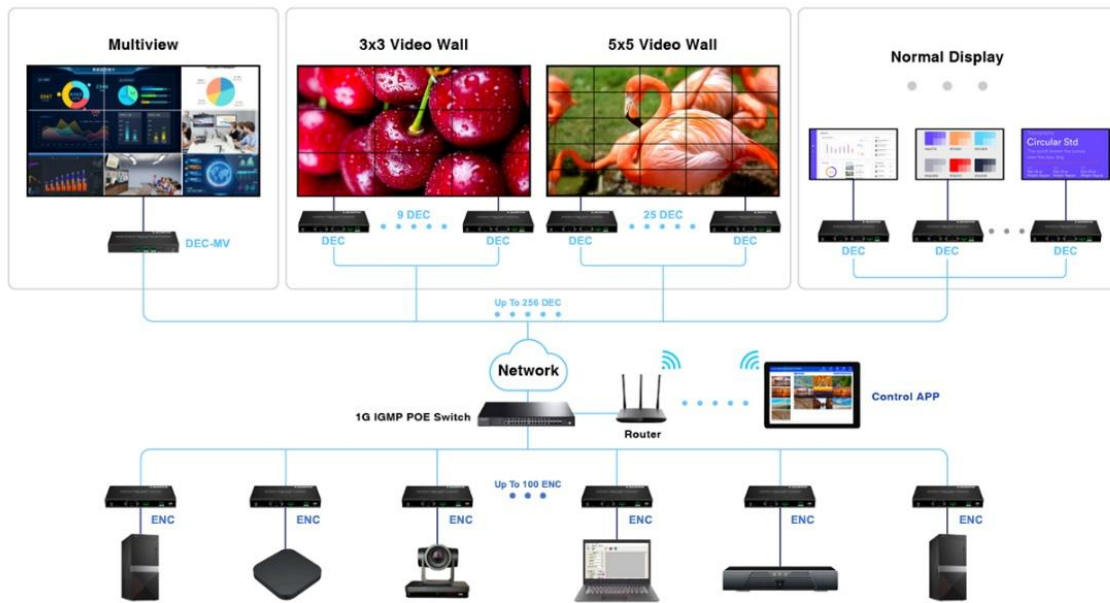 Multiview
3x3 Video Wall
5x5 Video Wall
Normal Display
Circular Std
DEC-MV
9 DEC
25 DEC
DEC
DEC
DEC
DEC
DEC
DEC
DEC
Up To 256 DEC
Network
1G IGMP POE Switch
Router
Control APP
Up To 100 ENC
ENC
ENC
ENC
ENC
ENC
ENC